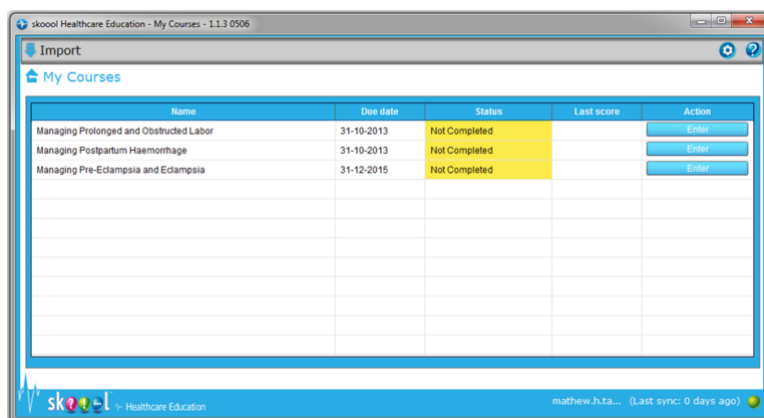 skoool Healthcare Education - My Courses - 1.1.3 0506
Import
My Courses
Name Due date Status Last score Action
Managing Prolonged and Obstructed Labor 31-10-2013 Not Completed Enter
Managing Postpartum Haemorrhage 31-10-2013 Not Completed Enter
Managing Pre-Eclampsia and Eclampsia 31-12-2015 Not Completed Enter
skoool Healthcare Education mathew.h.ta... (Last sync: 0 days ago)